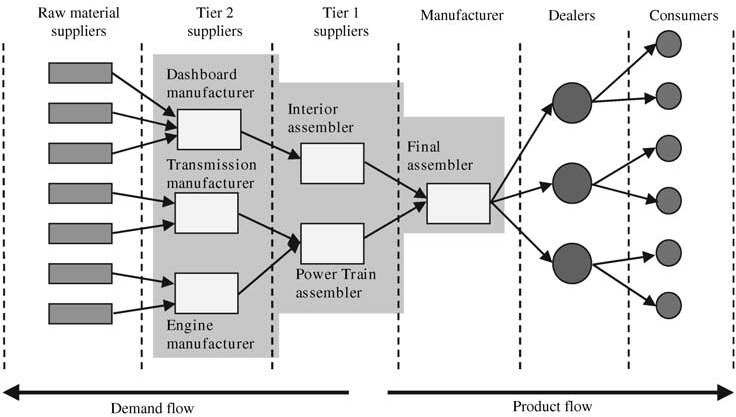 Raw material
suppliers
Tier 2
suppliers
Tier 1
suppliers
Manufacturer
Dealers
Consumers
Dashboard
manufacturer
Transmission
manufacturer
Engine
manufacturer
Interior
assembler
Power Train
assembler
Final
assembler
Demand flow
Product flow